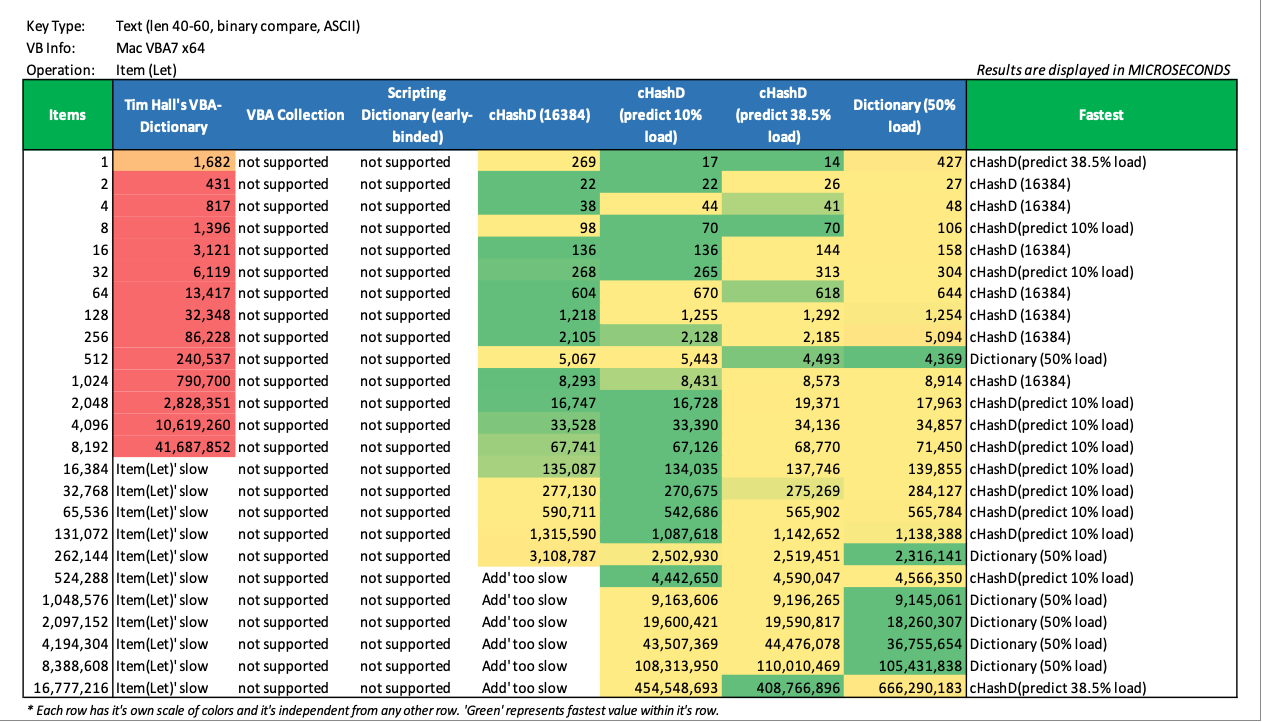 Key Type: Text (len 40-60, binary compare, ASCII)
VB Info: Mac VBA7 x64
Operation: Item (Let) Results are displayed in MICROSECONDS
Items Tim Hall's VBA-Dictionary VBA Collection Scripting Dictionary (early-binded) cHashD (16384) cHashD (predict 10% load) cHashD (predict 38.5% load) Dictionary (50% load) Fastest
1 1,682 not supported not supported 269 17 14 427 cHashD(predict 38.5% load)
2 431 not supported not supported 22 22 26 27 cHashD (16384)
4 817 not supported not supported 38 44 41 48 cHashD (16384)
8 1,396 not supported not supported 98 70 70 106 cHashD(predict 10% load)
16 3,121 not supported not supported 136 136 144 158 cHashD (16384)
32 6,119 not supported not supported 268 265 313 304 cHashD(predict 10% load)
64 13,417 not supported not supported 604 670 618 644 cHashD (16384)
128 32,348 not supported not supported 1,218 1,255 1,292 1,254 cHashD (16384)
256 86,228 not supported not supported 2,105 2,128 2,185 5,094 cHashD (16384)
512 240,537 not supported not supported 5,067 5,443 4,493 4,369 Dictionary (50% load)
1,024 790,700 not supported not supported 8,293 8,431 8,573 8,914 cHashD (16384)
2,048 2,828,351 not supported not supported 16,747 16,728 19,371 17,963 cHashD(predict 10% load)
4,096 10,619,260 not supported not supported 33,528 33,390 34,136 34,857 cHashD(predict 10% load)
8,192 41,687,852 not supported not supported 67,741 67,126 68,770 71,450 cHashD(predict 10% load)
16,384 Item(Let)' slow not supported not supported 135,087 134,035 137,746 139,855 cHashD(predict 10% load)
32,768 Item(Let)' slow not supported not supported 277,130 270,675 275,269 284,127 cHashD(predict 10% load)
65,536 Item(Let)' slow not supported not supported 590,711 542,686 565,902 565,784 cHashD(predict 10% load)
131,072 Item(Let)' slow not supported not supported 1,315,590 1,087,618 1,142,652 1,138,388 cHashD(predict 10% load)
262,144 Item(Let)' slow not supported not supported 3,108,787 2,502,930 2,519,451 2,316,141 Dictionary (50% load)
524,288 Item(Let)' slow not supported not supported Add' too slow 4,442,650 4,590,047 4,566,350 cHashD(predict 10% load)
1,048,576 Item(Let)' slow not supported not supported Add' too slow 9,163,606 9,196,265 9,145,061 Dictionary (50% load)
2,097,152 Item(Let)' slow not supported not supported Add' too slow 19,600,421 19,590,817 18,260,307 Dictionary (50% load)
4,194,304 Item(Let)' slow not supported not supported Add' too slow 43,507,369 44,476,078 36,755,654 Dictionary (50% load)
8,388,608 Item(Let)' slow not supported not supported Add' too slow 108,313,950 110,010,469 105,431,838 Dictionary (50% load)
16,777,216 Item(Let)' slow not supported not supported Add' too slow 454,548,693 408,766,896 666,290,183 cHashD(predict 38.5% load)
* Each row has it's own scale of colors and it's independent from any other row. 'Green' represents fastest value within it's row.